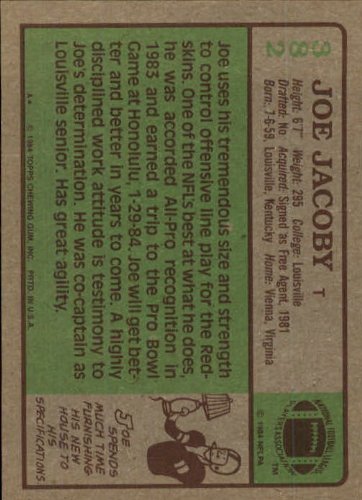 382
JOE JACOBY T
Height: 6'7" Weight: 295 College: Louisville
Drafted: No Acquired: Signed as Free Agent, 1981
Born: 7-6-59, Louisville, Kentucky Home: Vienna, Virginia
NATIONAL FOOTBALL LEAGUE
PLAYERS ASSOCIATION
TM
© 1984 NFLPA
Joe uses his tremendous size and strength
to control offensive line play for the Red-
skins. One of the NFL's best at what he does,
he was accorded All-Pro recognition in
1983 and earned a trip to the Pro Bowl
Game at Honolulu, 1-29-84. Joe will get bet-
ter and better in years to come. A highly
disciplined work attitude is testimony to
Joe's determination. He was co-captain as
Louisville senior. Has great agility.
JOE
SPENDS
MUCH TIME
FURNISHING
HIS NEW
HOUSE TO
HIS
SPECIFICATIONS.
A* © 1984 TOPPS CHEWING GUM, INC. PRTD. IN U.S.A.